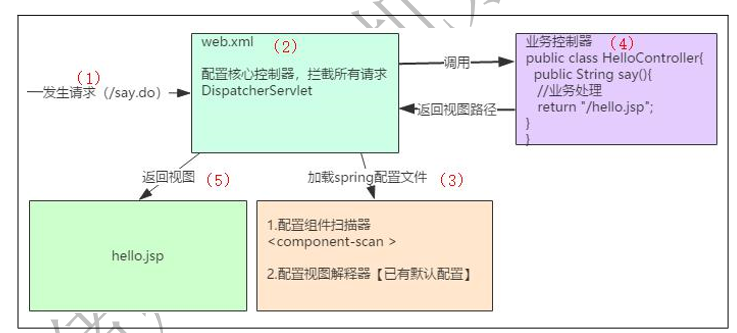 web.xml
(2)
配置核心控制器，拦截所有请求
DispatcherServlet
(1)
发生请求（/say.do）
调用
返回视图路径
业务控制器
(4)
public class HelloController{
public String say(){
//业务处理
return "/hello.jsp";
}
}
返回视图
(5)
加载spring配置文件
(3)
hello.jsp
1.配置组件扫描器
<component-scan >
2.配置视图解释器【已有默认配置】